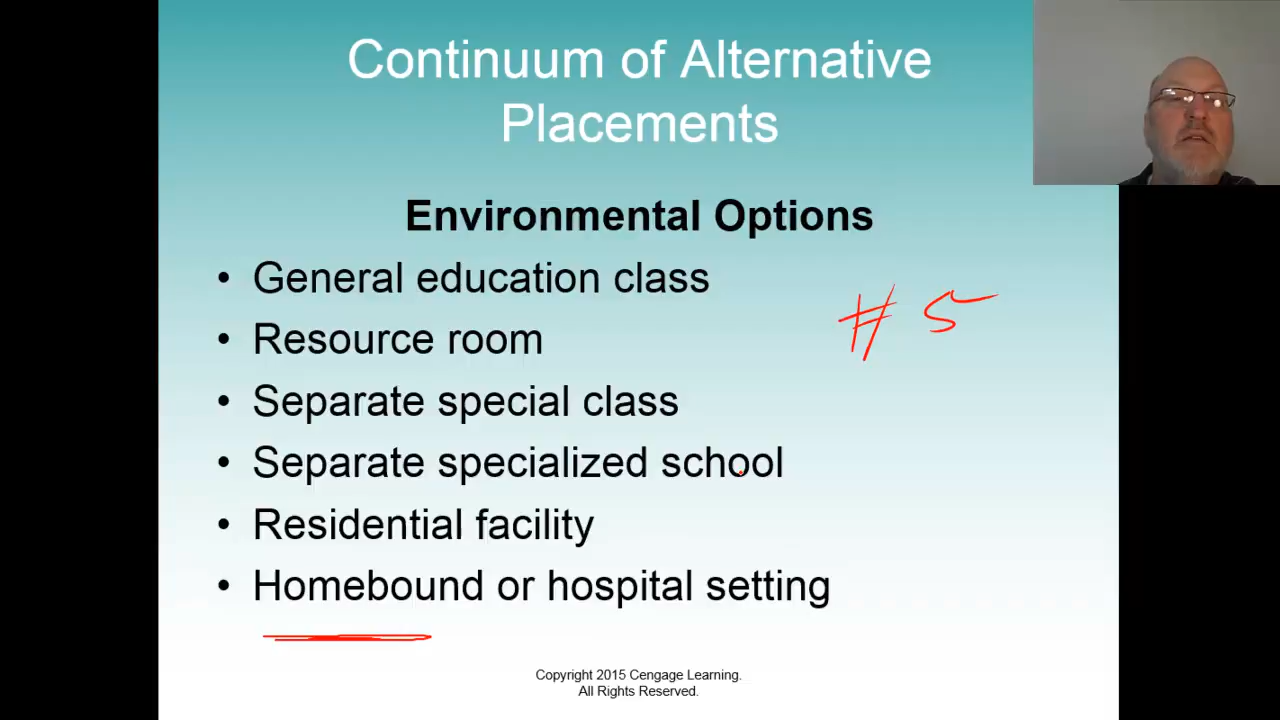 Continuum of Alternative
Placements
Environmental Options
• General education class
• Resource room
# 5
• Separate special class
• Separate specialized school
• Residential facility
• Homebound or hospital setting
Copyright 2015 Cengage Learning.
All Rights Reserved.